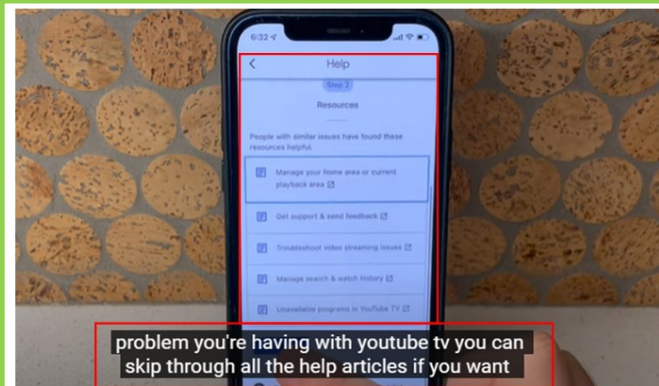 6:32
Help
Step 2
Resources
People with similar issues have found these
resources helpful.
Manage your home area or current
playback area
Get support & send feedback
Troubleshoot video streaming issues
Manage search & watch history
Unavailable programs in YouTube TV
problem you're having with youtube tv you can
skip through all the help articles if you want